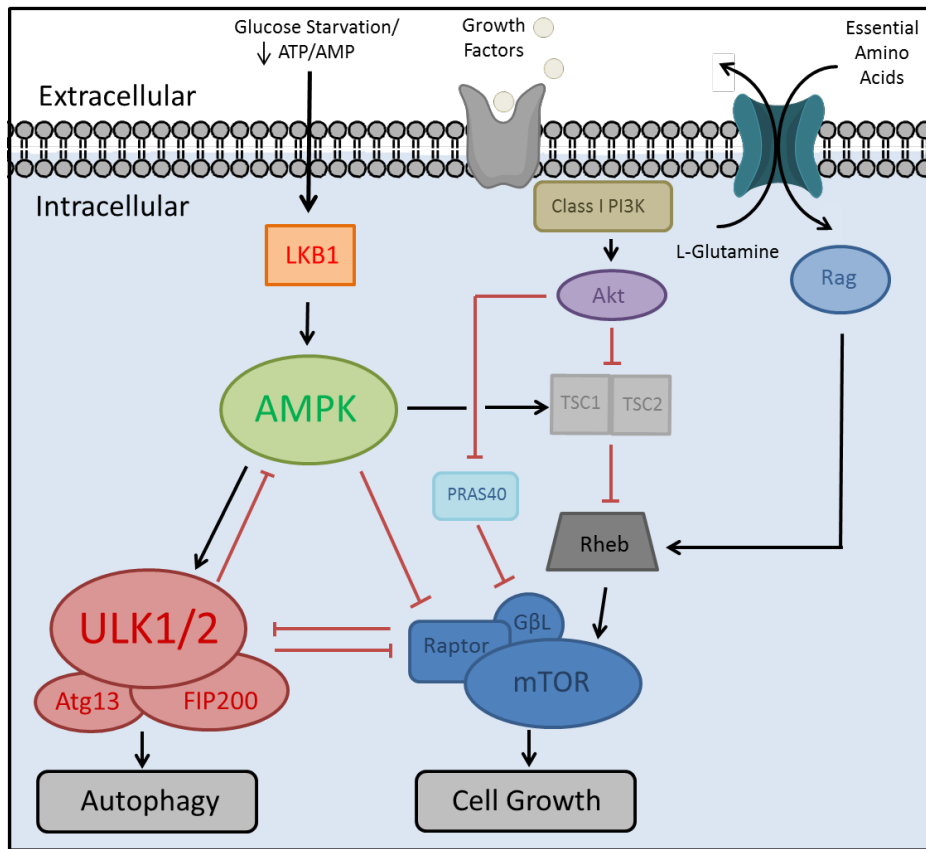 Glucose Starvation/
↓ ATP/AMP
Growth
Factors
Essential
Amino
Acids
Extracellular
Intracellular
Class I PI3K
L-Glutamine
LKB1
Akt
Rag
AMPK
TSC1
TSC2
PRAS40
Rheb
ULK1/2
GβL
Raptor
mTOR
Atg13
FIP200
Autophagy
Cell Growth